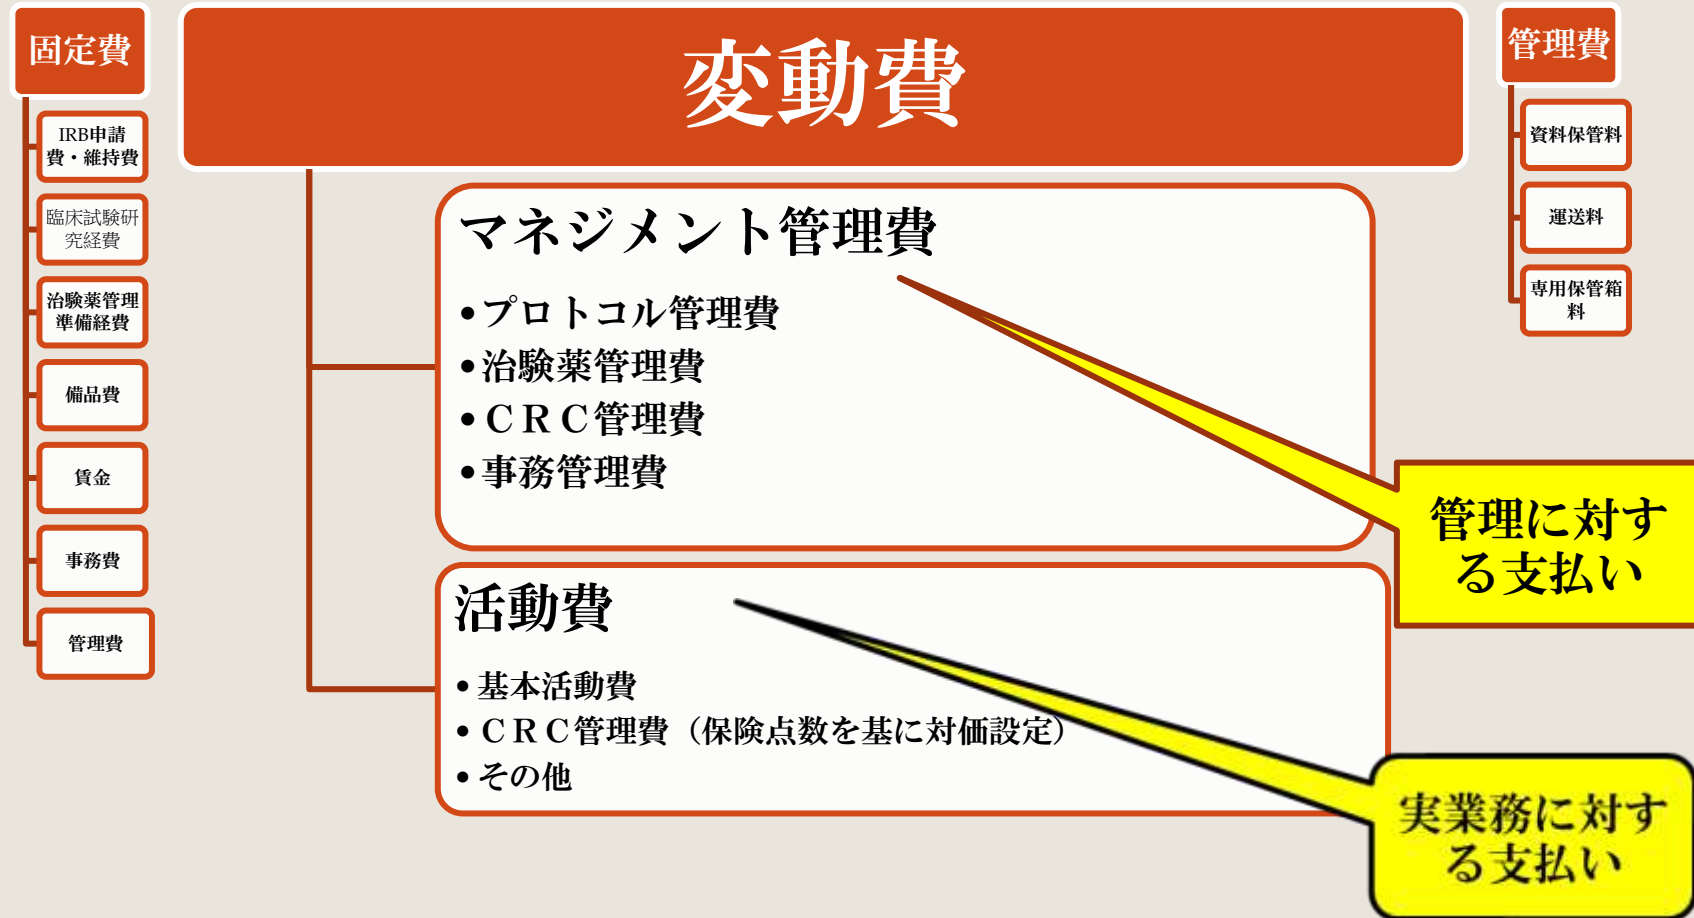 固定費
IRB申請
費・維持費
臨床試験研
究経費
治験薬管理
準備経費
備品費
賃金
事務費
管理費
変動費
マネジメント管理費
•プロトコル管理費
•治験薬管理費
•ＣＲＣ管理費
•事務管理費
管理に対す
る支払い
活動費
•基本活動費
•ＣＲＣ管理費（保険点数を基に対価設定）
•その他
実業務に対す
る支払い
管理費
資料保管料
運送料
専用保管箱
料